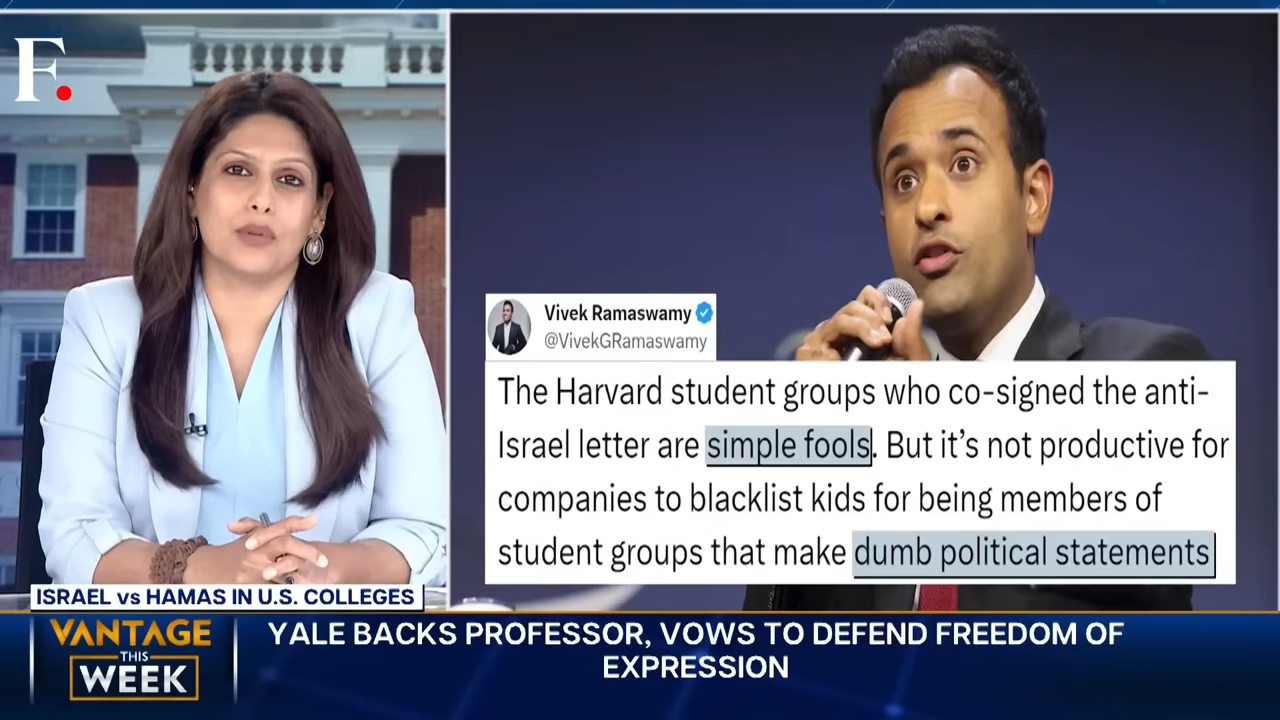 F.
Vivek Ramaswamy
@VivekGRamaswamy
The Harvard student groups who co-signed the anti-
Israel letter are simple fools. But it's not productive for
companies to blacklist kids for being members of
student groups that make dumb political statements
ISRAEL vs HAMAS IN U.S. COLLEGES
VANTAGE
THIS
WEEK
YALE BACKS PROFESSOR, VOWS TO DEFEND FREEDOM OF
EXPRESSION